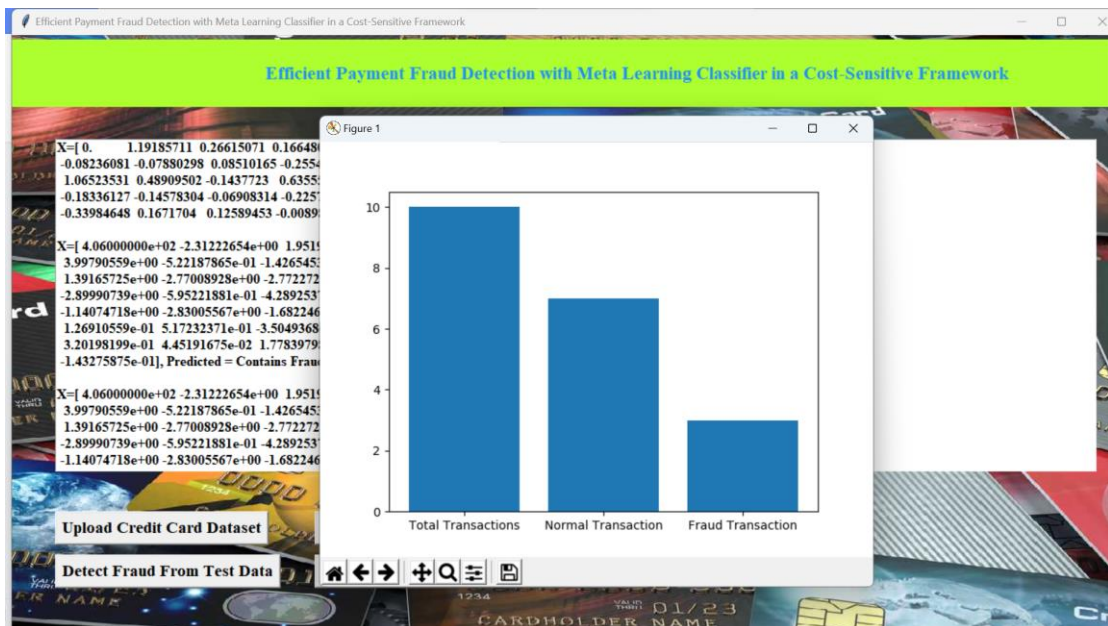 Efficient Payment Fraud Detection with Meta Learning Classifier in a Cost-Sensitive Framework
Efficient Payment Fraud Detection with Meta Learning Classifier in a Cost-Sensitive Framework
Figure 1
X=[ 0. 1.19185711 0.26615071 0.16648
-0.08236081 -0.07880298 0.08510165 -0.2554
1.06523531 0.48909502 -0.1437723 0.6355
-0.18336127 -0.14578304 -0.06908314 -0.2257
-0.33984648 0.1671704 0.12589453 -0.0089
X=[ 4.06000000e+02 -2.31222654e+00 1.9519
3.99790559e+00 -5.22187865e-01 -1.4265453
1.39165725e+00 -2.77008928e+00 -2.772272
-2.89990739e+00 -5.95221881e-01 -4.289253
-1.14074718e+00 -2.83005567e+00 -1.682246
1.26910559e-01 5.17232371e-01 -3.5049368
3.20198199e-01 4.45191675e-02 1.7783979
-1.43275875e-01], Predicted = Contains Frau
X=[ 4.06000000e+02 -2.31222654e+00 1.9519
3.99790559e+00 -5.22187865e-01 -1.4265453
1.39165725e+00 -2.77008928e+00 -2.772272
-2.89990739e+00 -5.95221881e-01 -4.289253
-1.14074718e+00 -2.83005567e+00 -1.682246
10
8
6
4
2
0
Total Transactions Normal Transaction Fraud Transaction
Upload Credit Card Dataset
Detect Fraud From Test Data
1234
01/23
CARDHOLDER NAME